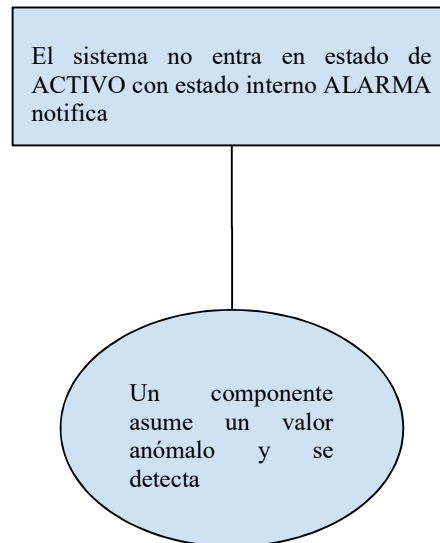 El sistema no entra en estado de
ACTIVO con estado interno ALARMA
notifica
Un componente
asume un valor
anómalo y se
detecta